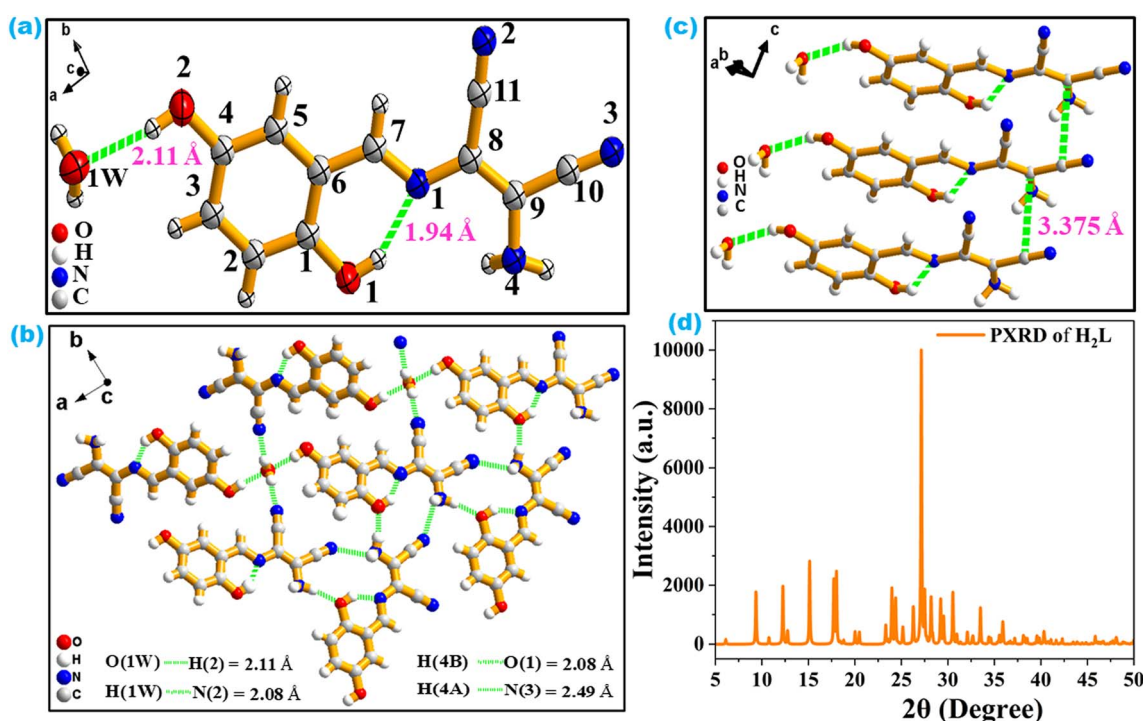 (a)
b
c
a
2
4
5
2
11
3
7
8
10
2.11 Å
1W
3
6
1
9
1.94 Å
2
1
1
4
O
H
N
C
(b)
b
a
c
O
H
N
C
O(1W) H(2) = 2.11 Å
H(1W) N(2) = 2.08 Å
H(4B) O(1) = 2.08 Å
H(4A) N(3) = 2.49 Å
(c)
c
b
a
O
H
N
C
3.375 Å
(d)
PXRD of H₂L
10000
8000
6000
4000
2000
0
Intensity (a.u.)
5 10 15 20 25 30 35 40 45 50
2θ (Degree)